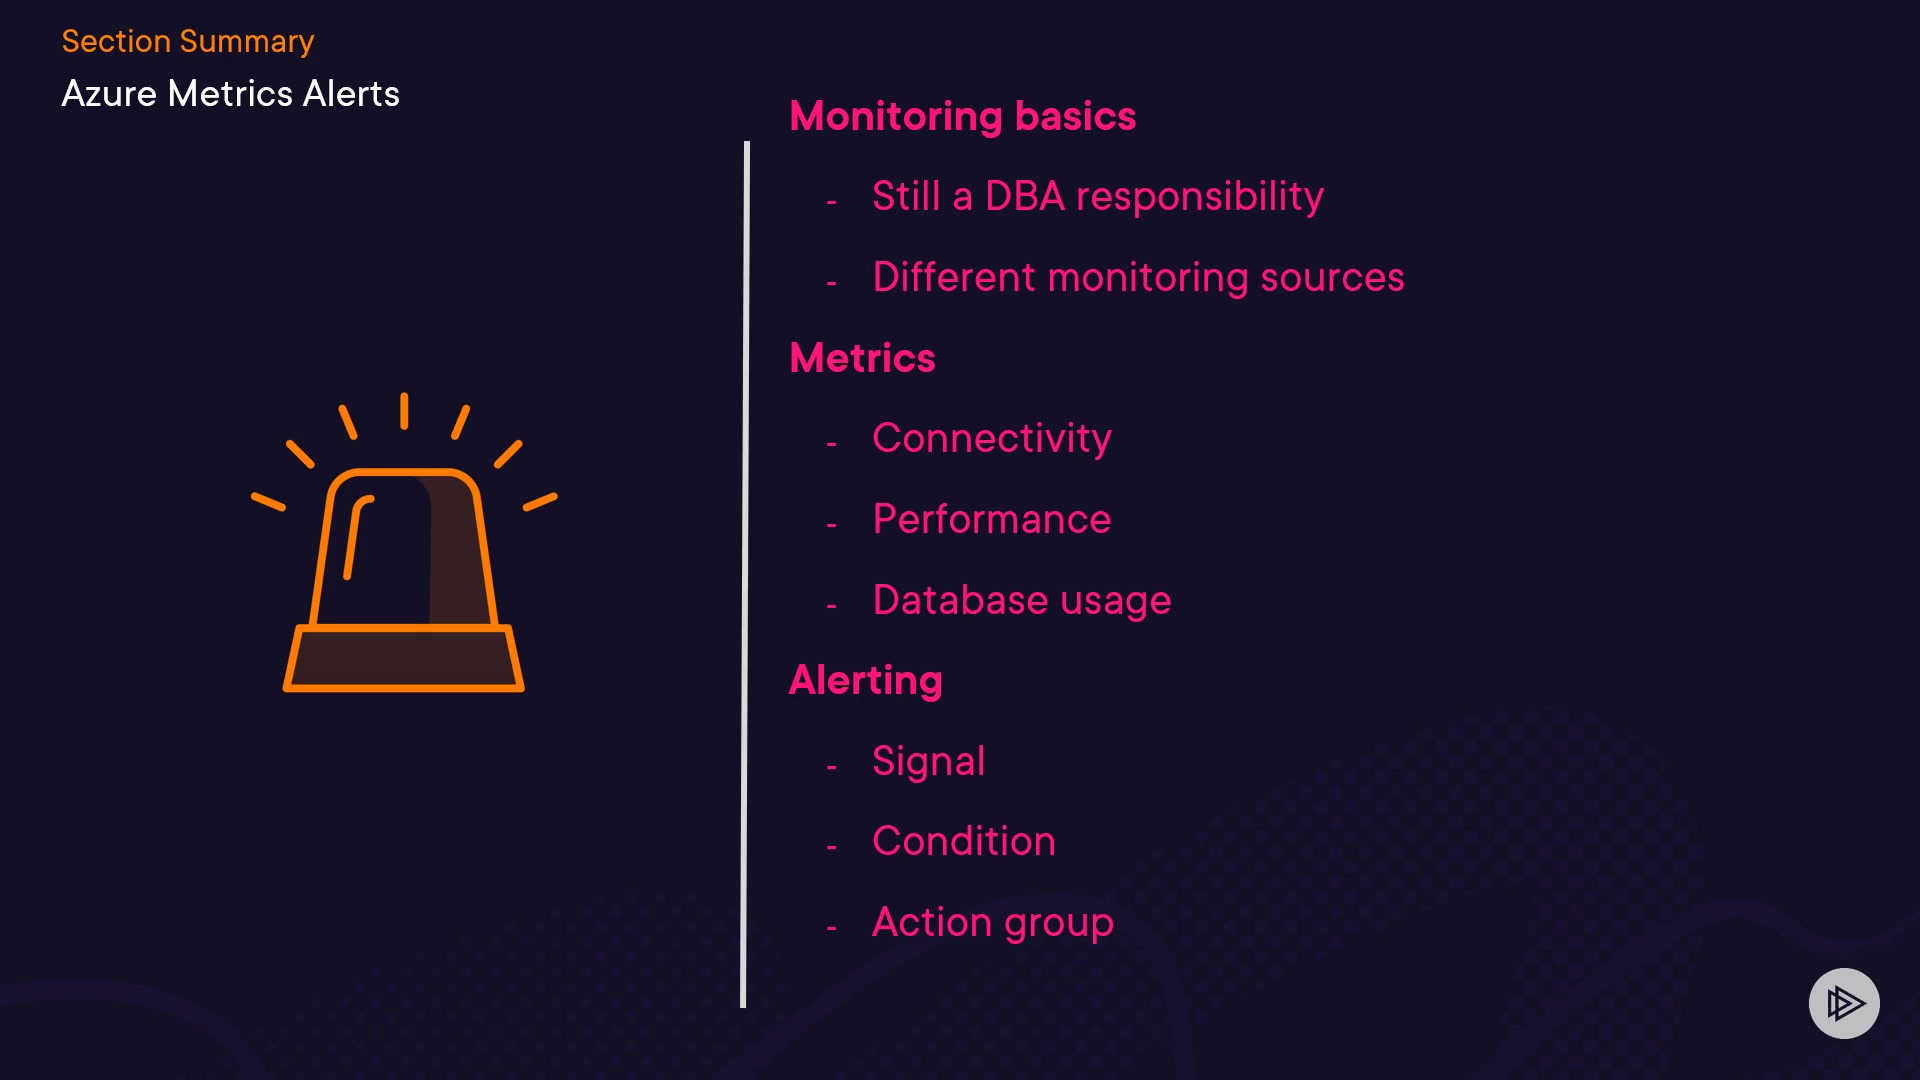 Section Summary
Azure Metrics Alerts
Monitoring basics
- Still a DBA responsibility
- Different monitoring sources
Metrics
- Connectivity
- Performance
- Database usage
Alerting
- Signal
- Condition
- Action group